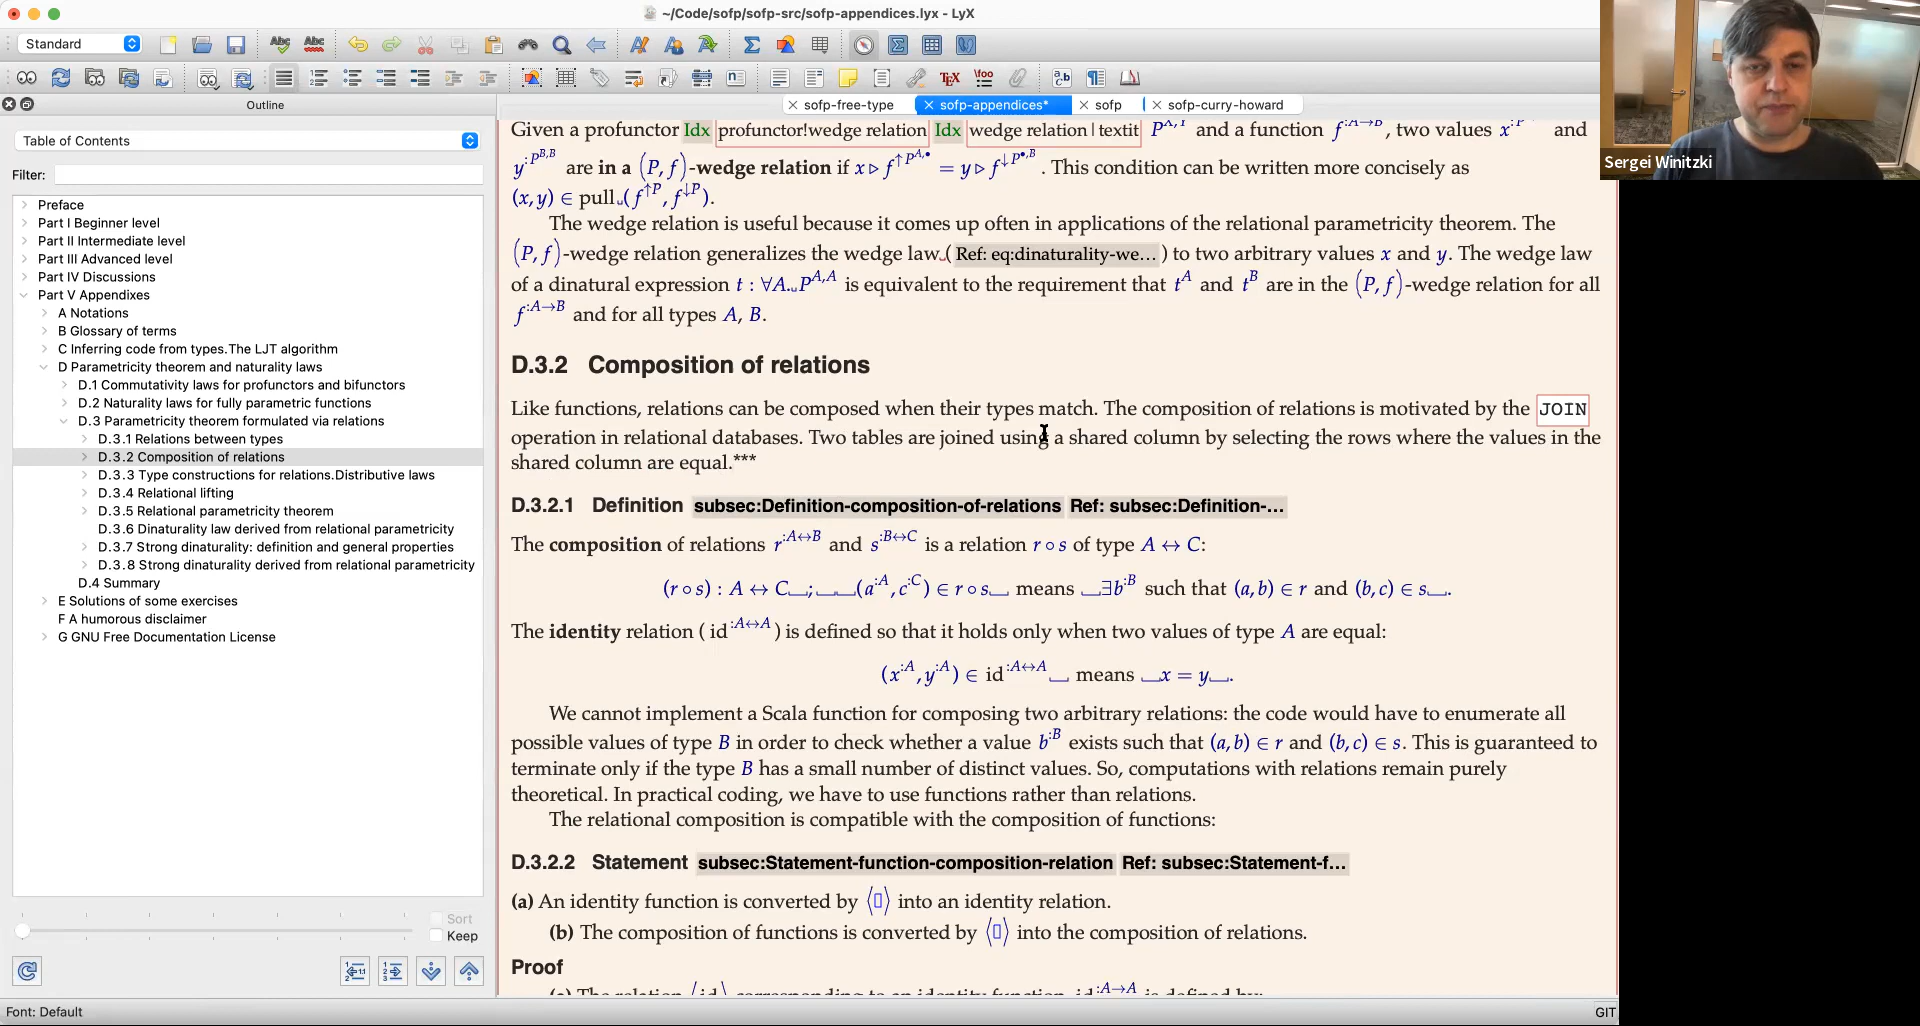 ~/Code/sofp/sofp-src/sofp-appendices.lyx - LyX
Standard
Outline
sofp-free-type
sofp-appendices*
sofp
sofp-curry-howard
Table of Contents
Filter:
Preface
Part I Beginner level
Part II Intermediate level
Part III Advanced level
Part IV Discussions
Part V Appendixes
A Notations
B Glossary of terms
C Inferring code from types.The LJT algorithm
D Parametricity theorem and naturality laws
D.1 Commutativity laws for profunctors and bifunctors
D.2 Naturality laws for fully parametric functions
D.3 Parametricity theorem formulated via relations
D.3.1 Relations between types
D.3.2 Composition of relations
D.3.3 Type constructions for relations.Distributive laws
D.3.4 Relational lifting
D.3.5 Relational parametricity theorem
D.3.6 Dinaturality law derived from relational parametricity
D.3.7 Strong dinaturality: definition and general properties
D.3.8 Strong dinaturality derived from relational parametricity
D.4 Summary
E Solutions of some exercises
F A humorous disclaimer
G GNU Free Documentation License
Sort
Keep
Font: Default
GIT
Given a profunctor Idx profunctor!wedge relation Idx wedge relation|textit P^{X,Y} and a function f^{:A→B}, two values x^{:P} and
y^{:P^{B,B}} are in a (P,f)-wedge relation if x ▷ f^{↑P^{A,•}} = y ▷ f^{↓P^{•,B}}. This condition can be written more concisely as
(x,y) ∈ pull␣(f^{↑P}, f^{↓P}).
The wedge relation is useful because it comes up often in applications of the relational parametricity theorem. The
(P,f)-wedge relation generalizes the wedge law␣( Ref: eq:dinaturality-we... ) to two arbitrary values x and y. The wedge law
of a dinatural expression t : ∀A.␣P^{A,A} is equivalent to the requirement that t^A and t^B are in the (P,f)-wedge relation for all
f^{:A→B} and for all types A, B.
D.3.2 Composition of relations
Like functions, relations can be composed when their types match. The composition of relations is motivated by the JOIN
operation in relational databases. Two tables are joined using a shared column by selecting the rows where the values in the
shared column are equal.***
D.3.2.1 Definition subsec:Definition-composition-of-relations Ref: subsec:Definition-...
The composition of relations r^{:A↔B} and s^{:B↔C} is a relation r ∘ s of type A ↔ C:
(r ∘ s) : A ↔ C␣;␣␣(a^{:A}, c^{:C}) ∈ r ∘ s␣ means ␣∃b^{:B} such that (a,b) ∈ r and (b,c) ∈ s␣.
The identity relation ( id^{:A↔A} ) is defined so that it holds only when two values of type A are equal:
(x^{:A}, y^{:A}) ∈ id^{:A↔A}␣ means ␣x = y␣.
We cannot implement a Scala function for composing two arbitrary relations: the code would have to enumerate all
possible values of type B in order to check whether a value b^{:B} exists such that (a,b) ∈ r and (b,c) ∈ s. This is guaranteed to
terminate only if the type B has a small number of distinct values. So, computations with relations remain purely
theoretical. In practical coding, we have to use functions rather than relations.
The relational composition is compatible with the composition of functions:
D.3.2.2 Statement subsec:Statement-function-composition-relation Ref: subsec:Statement-f...
(a) An identity function is converted by ⟨▯⟩ into an identity relation.
(b) The composition of functions is converted by ⟨▯⟩ into the composition of relations.
Proof
(a) The relation ⟨id⟩ corresponding to an identity function id^{:A→A} is defined by:
Sergei Winitzki